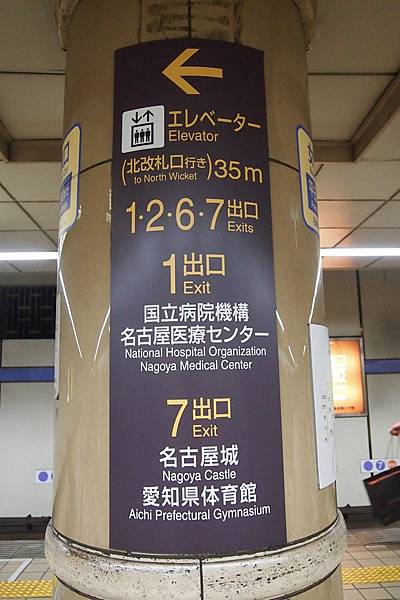 エレベーター
Elevator
(北改札口行き)35m
to North Wicket
1・2・6・7出口
Exits
1出口
Exit
国立病院機構
名古屋医療センター
National Hospital Organization
Nagoya Medical Center
7出口
Exit
名古屋城
Nagoya Castle
愛知県体育館
Aichi Prefectural Gymnasium